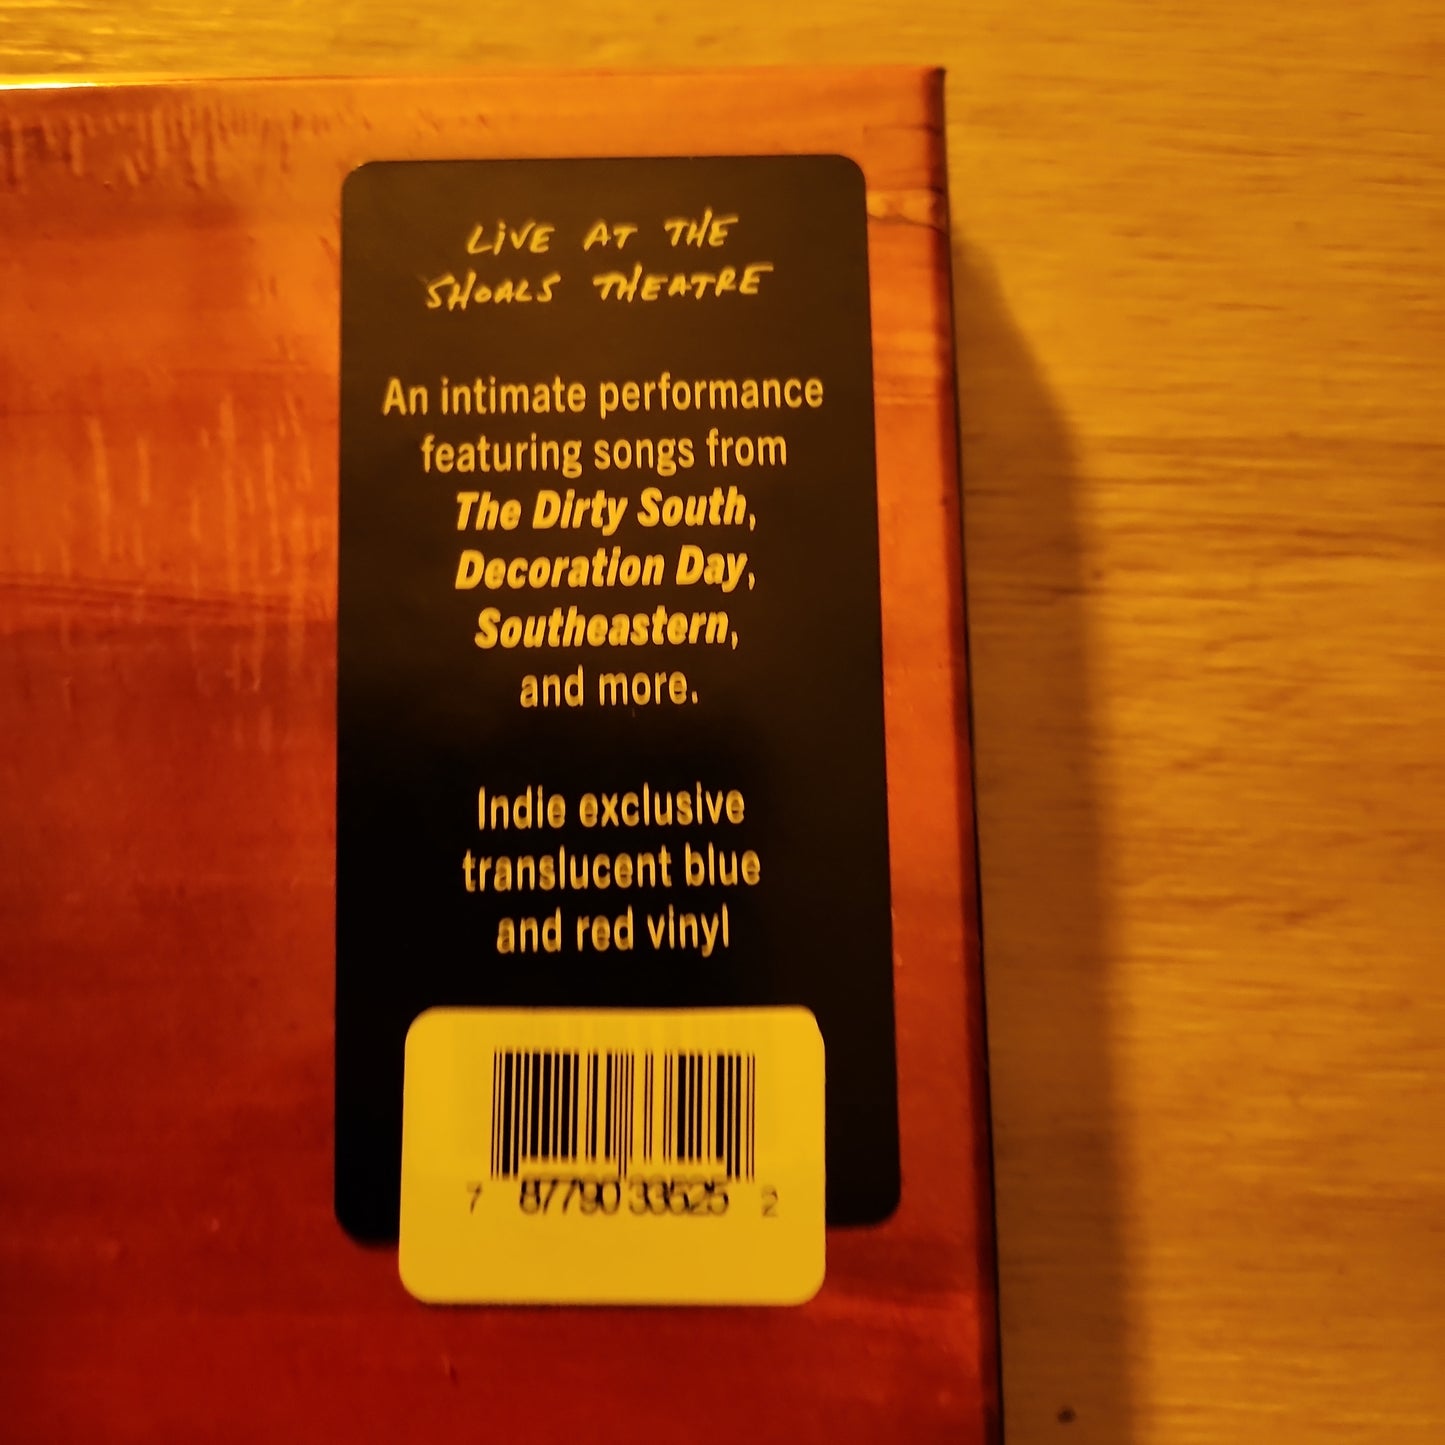 LIVE AT THE
SHOALS THEATRE
An intimate performance
featuring songs from
The Dirty South,
Decoration Day,
Southeastern,
and more.
Indie exclusive
translucent blue
and red vinyl
7 87790 33525 2